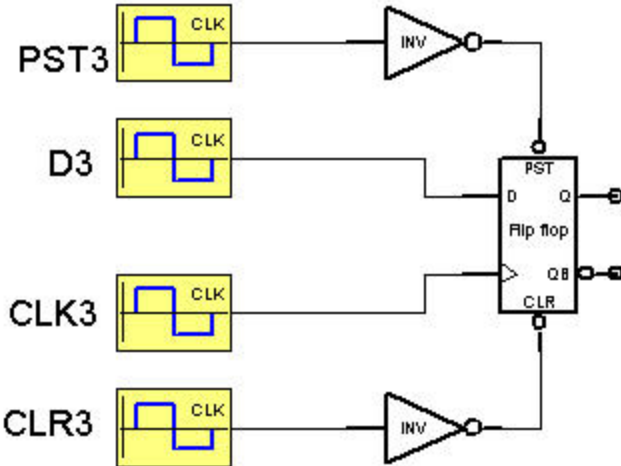 PST3
CLK
INV
D3
CLK
PST
D
Q
Flip flop
CLK3
CLK
QB
CLR
CLR3
CLK
INV